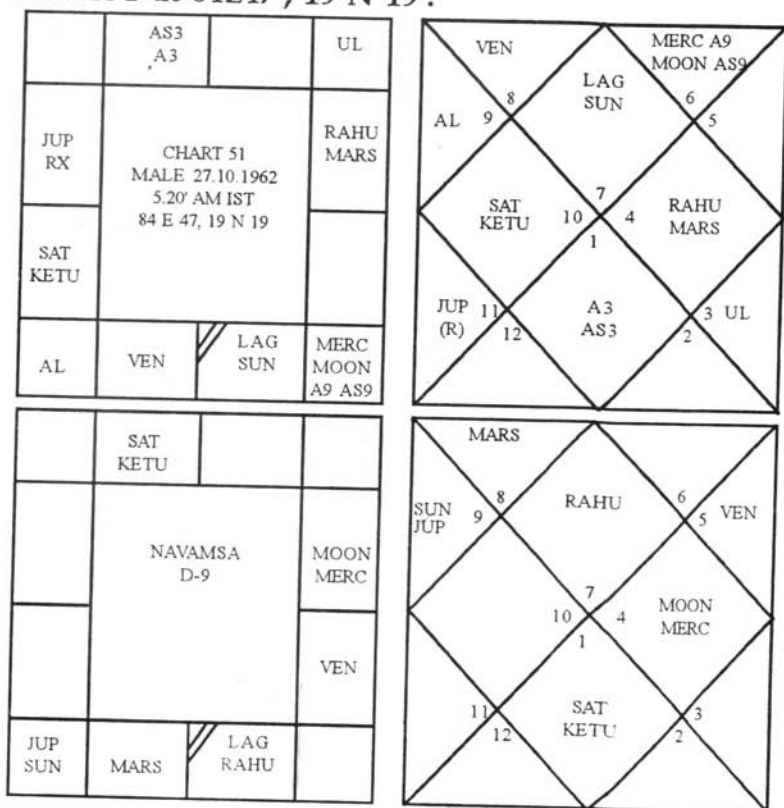 AS3
A3
UL
JUP
RX
CHART 51
MALE 27.10.1962
5.20' AM IST
84 E 47, 19 N 19
RAHU
MARS
SAT
KETU
AL
VEN
LAG
SUN
MERC
MOON
A9 AS9
VEN
LAG
SUN
MERC A9
MOON AS9
8
6
AL
9
5
7
SAT
KETU
10
4
RAHU
MARS
1
JUP
(R)
11
12
A3
AS3
3
2
UL
SAT
KETU
NAVAMSA
D-9
MOON
MERC
VEN
JUP
SUN
MARS
LAG
RAHU
MARS
RAHU
8
6
SUN
JUP
9
5
VEN
7
10
4
MOON
MERC
1
11
12
SAT
KETU
3
2